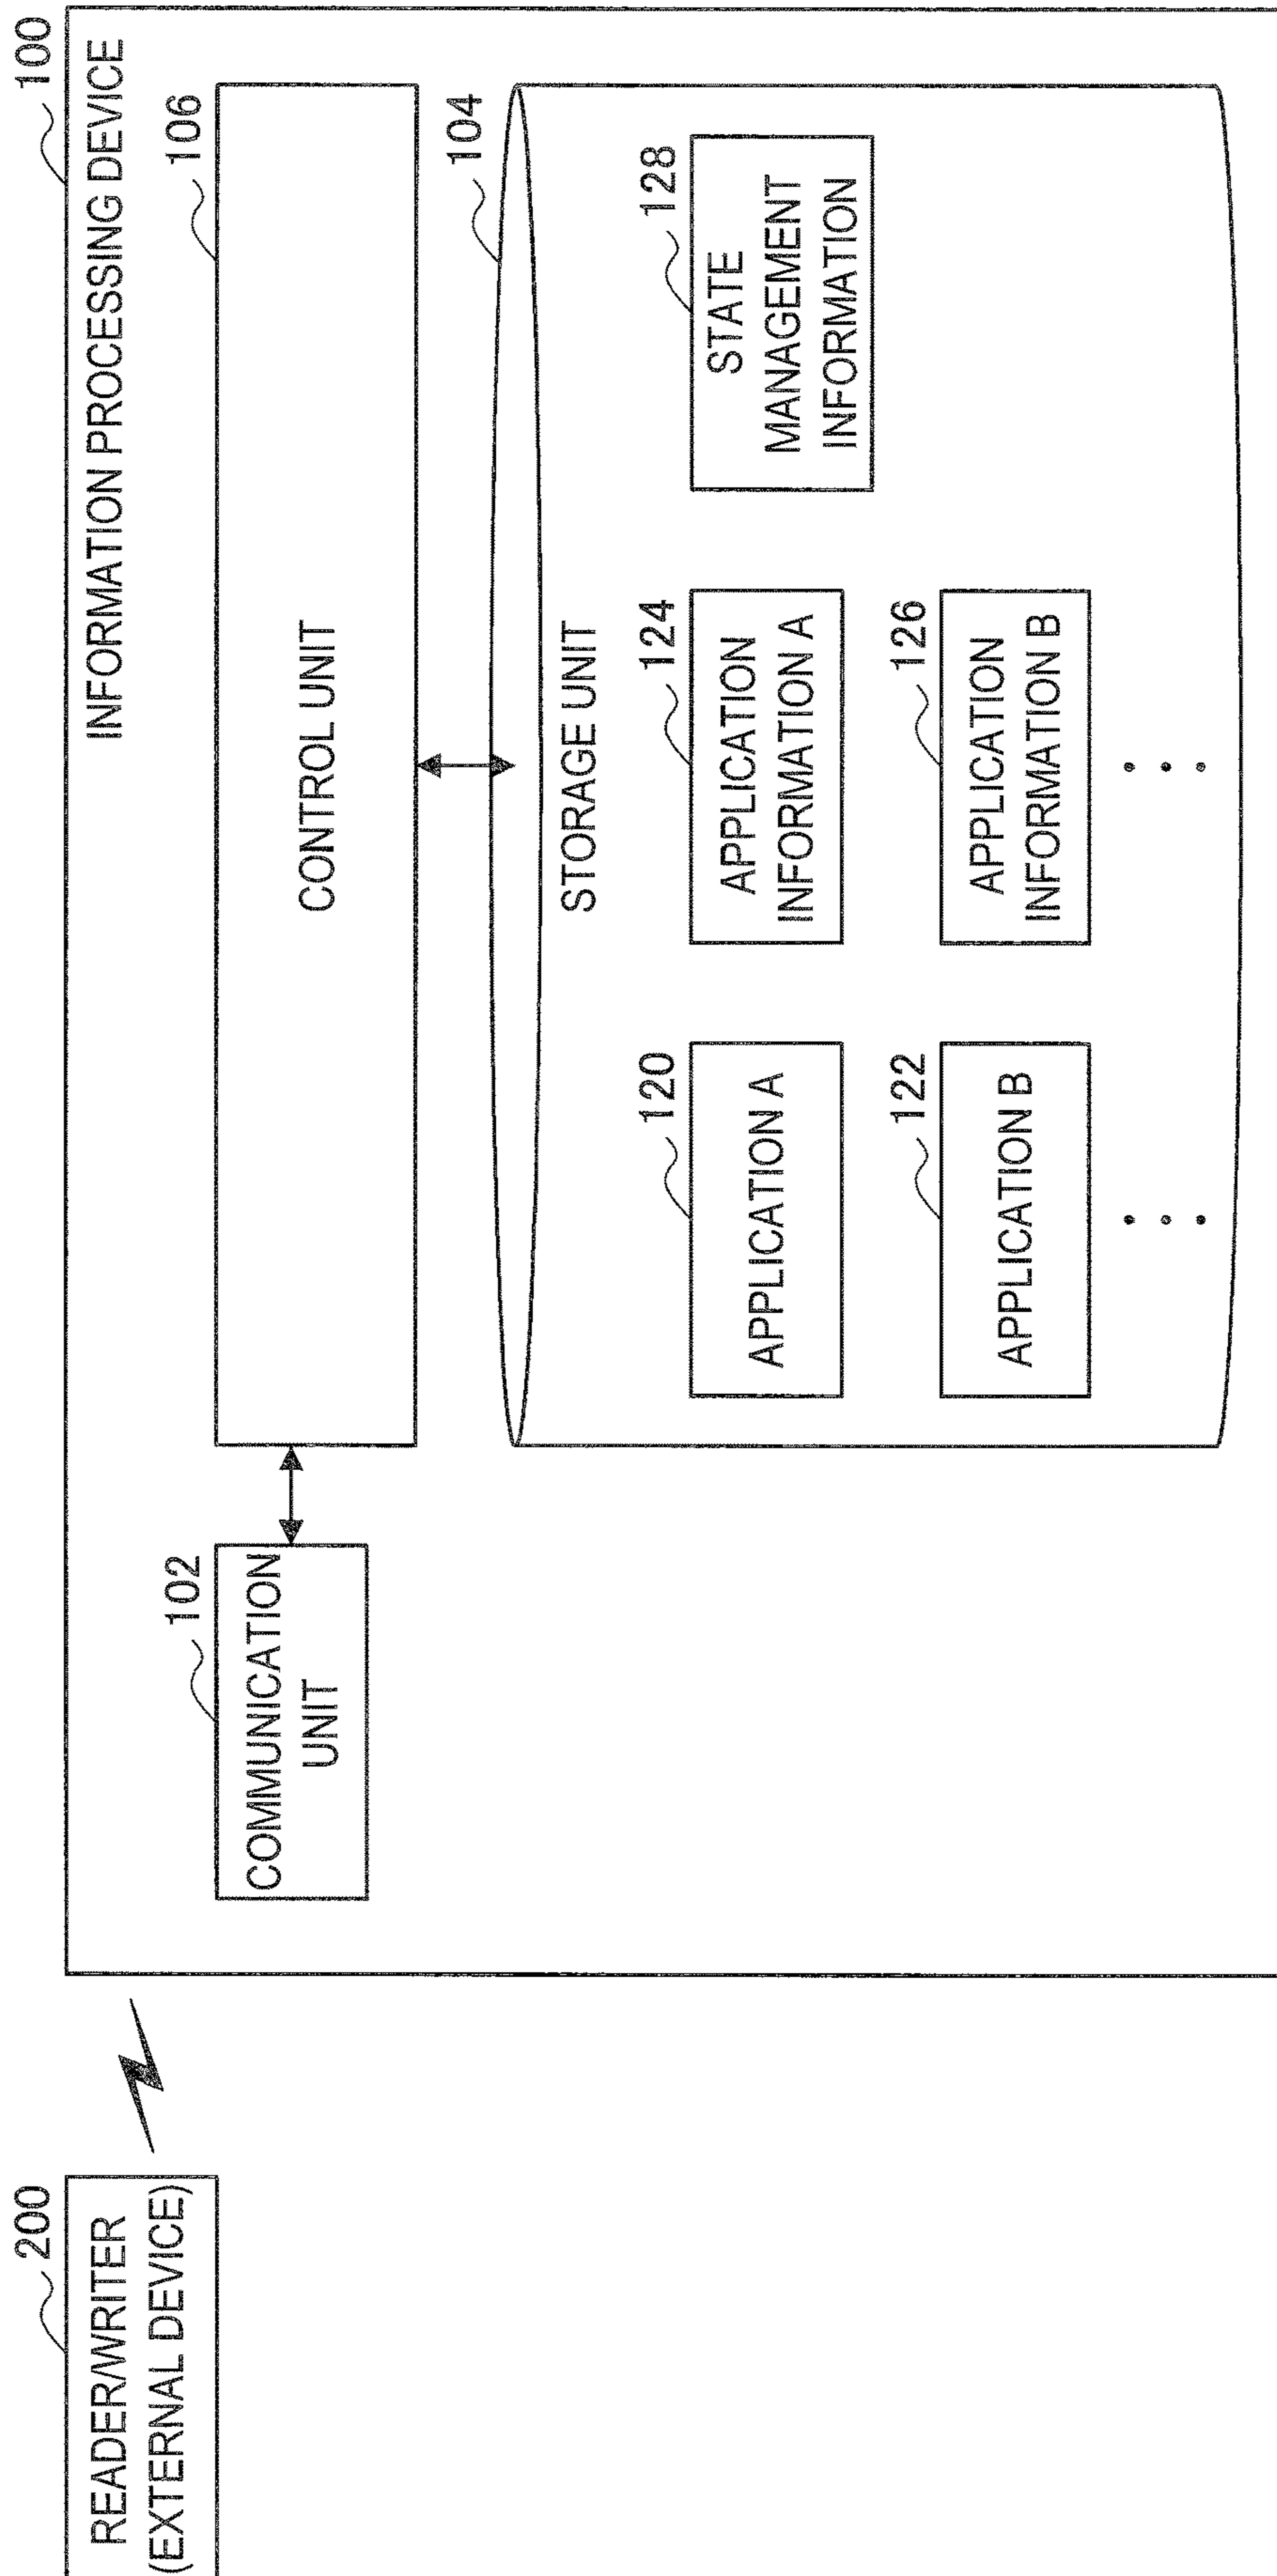 200
READER/WRITER
(EXTERNAL DEVICE)
100
INFORMATION PROCESSING DEVICE
102
COMMUNICATION
UNIT
106
CONTROL UNIT
104
STORAGE UNIT
120
APPLICATION A
124
APPLICATION
INFORMATION A
128
STATE
MANAGEMENT
INFORMATION
122
APPLICATION B
126
APPLICATION
INFORMATION B